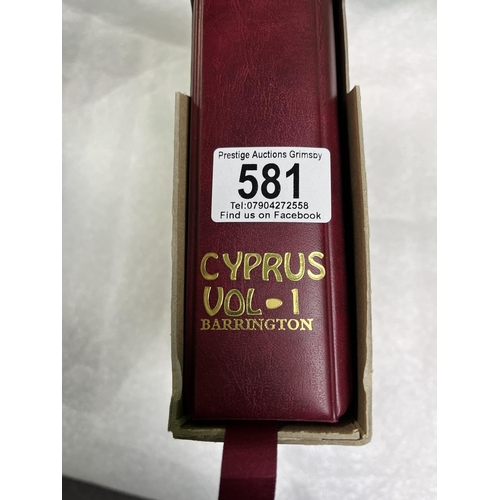 Prestige Auctions Grimsby
581
Tel:07904272558
Find us on Facebook
CYPRUS
VOL-1
BARRINGTON